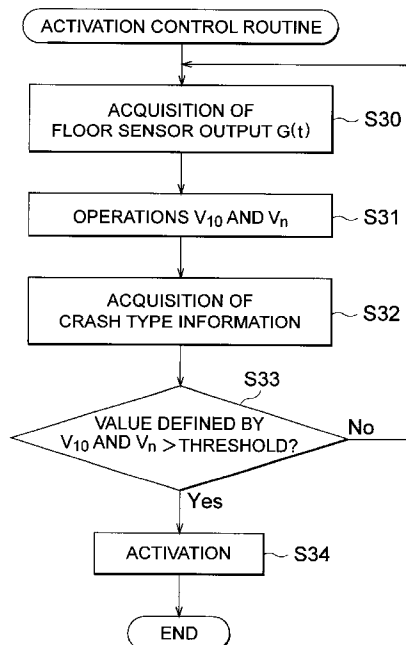 ACTIVATION CONTROL ROUTINE
ACQUISITION OF
FLOOR SENSOR OUTPUT G(t)
S30
OPERATIONS V10 AND Vn
S31
ACQUISITION OF
CRASH TYPE INFORMATION
S32
S33
VALUE DEFINED BY
V10 AND Vn > THRESHOLD?
No
Yes
ACTIVATION
S34
END